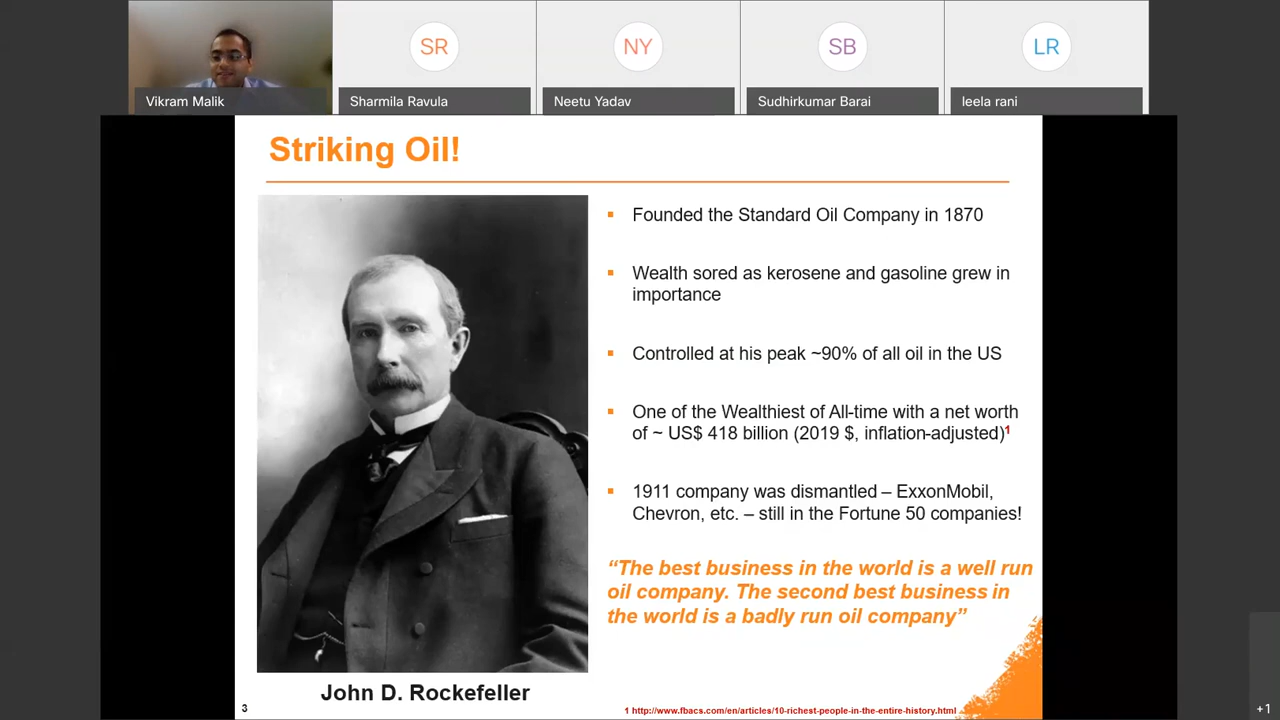 SR
NY
SB
LR
Vikram Malik
Sharmila Ravula
Neetu Yadav
Sudhirkumar Barai
leela rani
Striking Oil!
Founded the Standard Oil Company in 1870
Wealth sored as kerosene and gasoline grew in
importance
Controlled at his peak ~90% of all oil in the US
One of the Wealthiest of All-time with a net worth
of ~ US$ 418 billion (2019 $, inflation-adjusted)1
1911 company was dismantled – ExxonMobil,
Chevron, etc. – still in the Fortune 50 companies!
“The best business in the world is a well run
oil company. The second best business in
the world is a badly run oil company”
John D. Rockefeller
3
1 http://www.fbacs.com/en/articles/10-richest-people-in-the-entire-history.html
+1